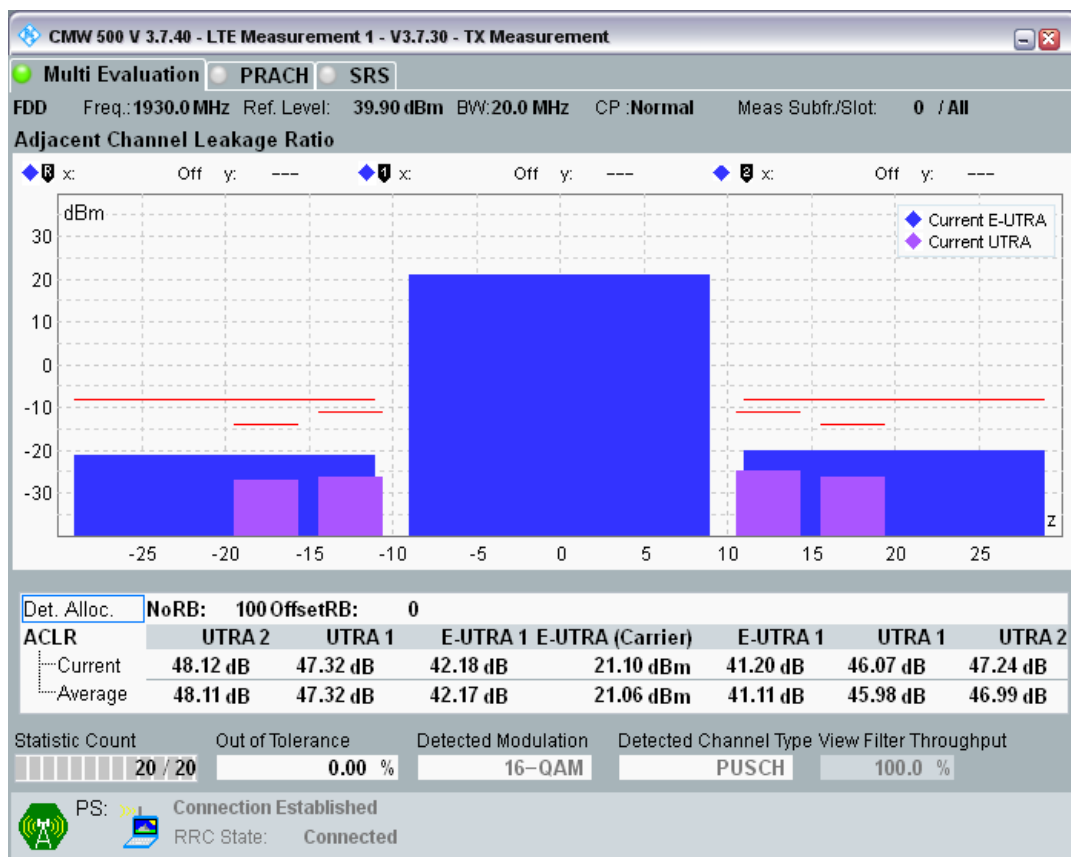 CMW 500 V 3.7.40 - LTE Measurement 1 - V3.7.30 - TX Measurement
Multi Evaluation PRACH SRS
FDD Freq.: 1930.0 MHz Ref. Level: 39.90 dBm BW: 20.0 MHz CP : Normal Meas Subfr./Slot: 0 / All
Adjacent Channel Leakage Ratio
R x: Off y: --- 1 x: Off y: --- 2 x: Off y: ---
dBm
Current E-UTRA
Current UTRA
30
20
10
0
-10
-20
-30
z
-25 -20 -15 -10 -5 0 5 10 15 20 25
Det. Alloc. NoRB: 100 OffsetRB: 0
ACLR UTRA 2 UTRA 1 E-UTRA 1 E-UTRA (Carrier) E-UTRA 1 UTRA 1 UTRA 2
Current 48.12 dB 47.32 dB 42.18 dB 21.10 dBm 41.20 dB 46.07 dB 47.24 dB
Average 48.11 dB 47.32 dB 42.17 dB 21.06 dBm 41.11 dB 45.98 dB 46.99 dB
Statistic Count Out of Tolerance Detected Modulation Detected Channel Type View Filter Throughput
20 / 20 0.00 % 16-QAM PUSCH 100.0 %
PS: Connection Established
RRC State: Connected